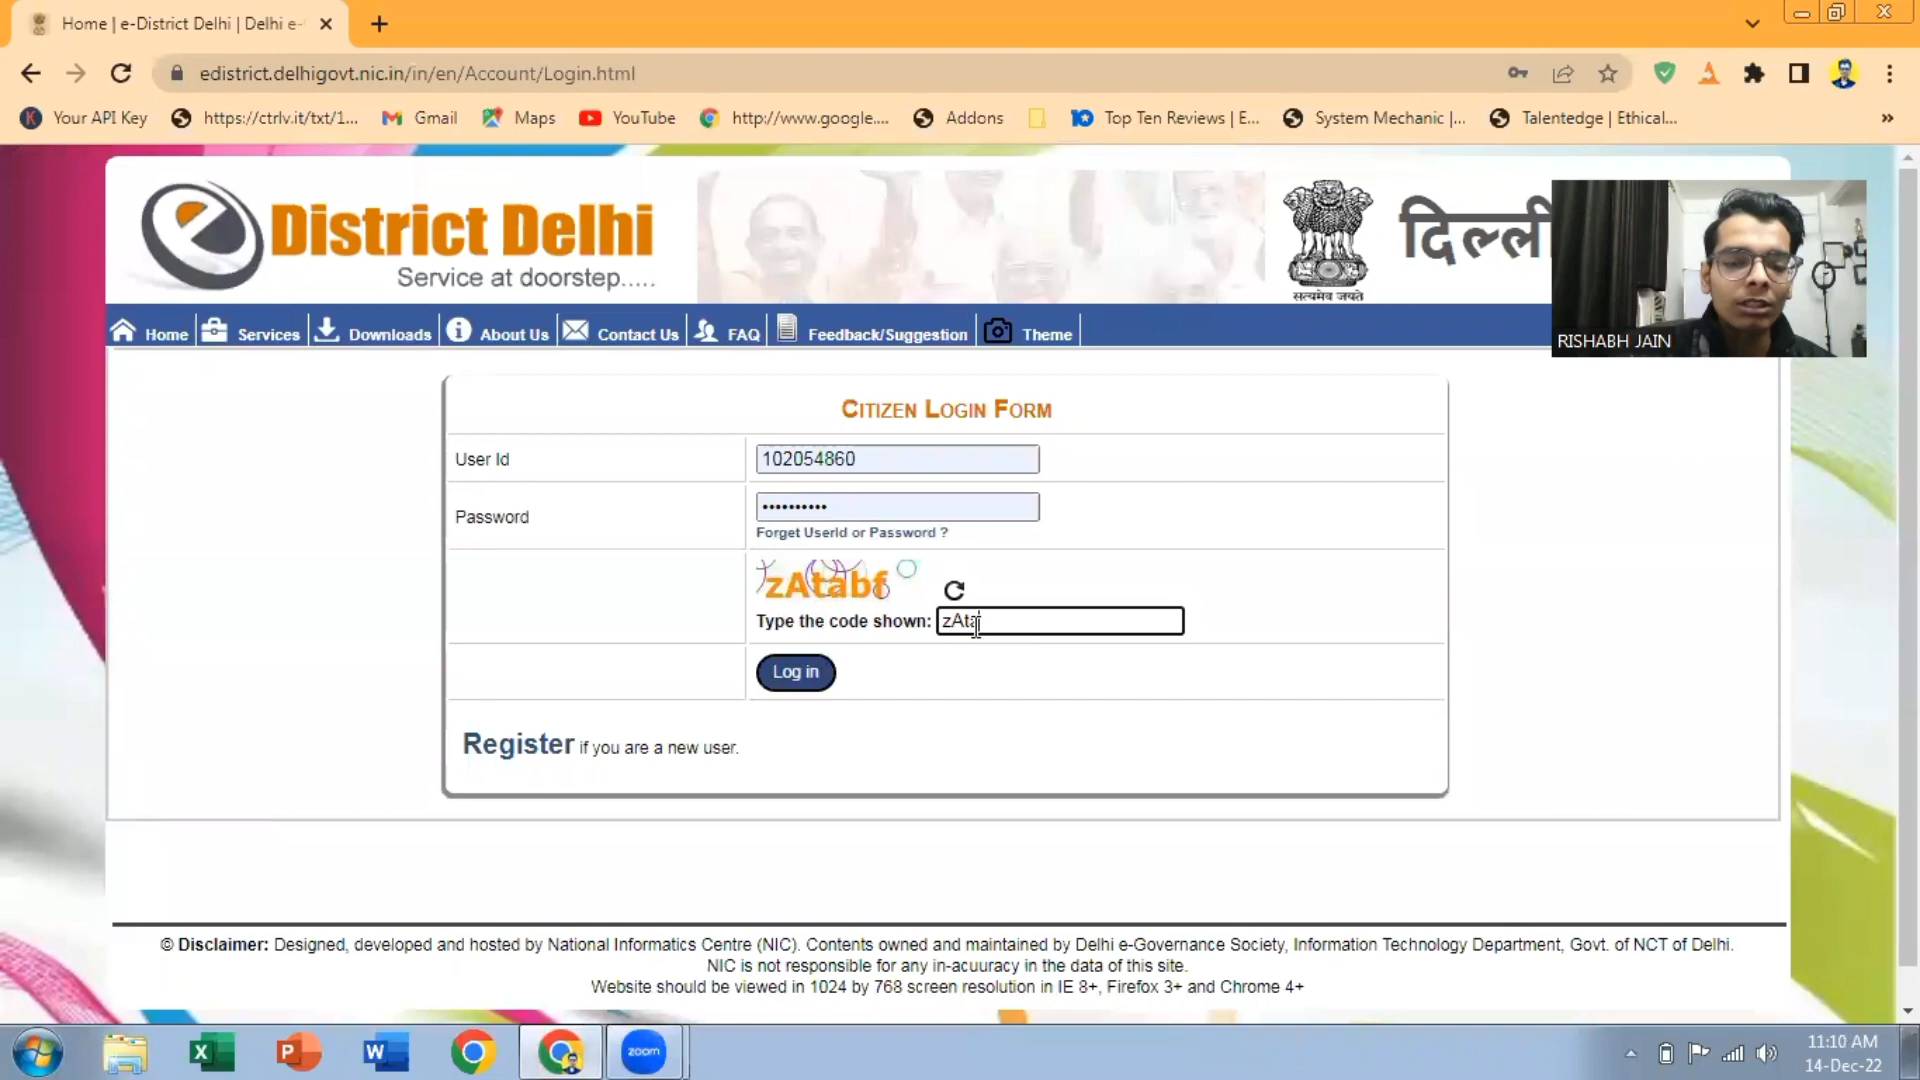 Home | e-District Delhi | Delhi e-
edistrict.delhigovt.nic.in/in/en/Account/Login.html
Your API Key
https://ctrlv.it/txt/1...
Gmail
Maps
YouTube
http://www.google....
Addons
Top Ten Reviews | E...
System Mechanic |...
Talentedge | Ethical...
»
e District Delhi
Service at doorstep.....
सत्यमेव जयते
दिल्ली
RISHABH JAIN
Home
Services
Downloads
About Us
Contact Us
FAQ
Feedback/Suggestion
Theme
Citizen Login Form
User Id
102054860
Password
••••••••••
Forget UserId or Password ?
zAtabf
Type the code shown: zAta
Log in
Register if you are a new user.
© Disclaimer: Designed, developed and hosted by National Informatics Centre (NIC). Contents owned and maintained by Delhi e-Governance Society, Information Technology Department, Govt. of NCT of Delhi.
NIC is not responsible for any in-acuuracy in the data of this site.
Website should be viewed in 1024 by 768 screen resolution in IE 8+, Firefox 3+ and Chrome 4+
zoom
11:10 AM
14-Dec-22